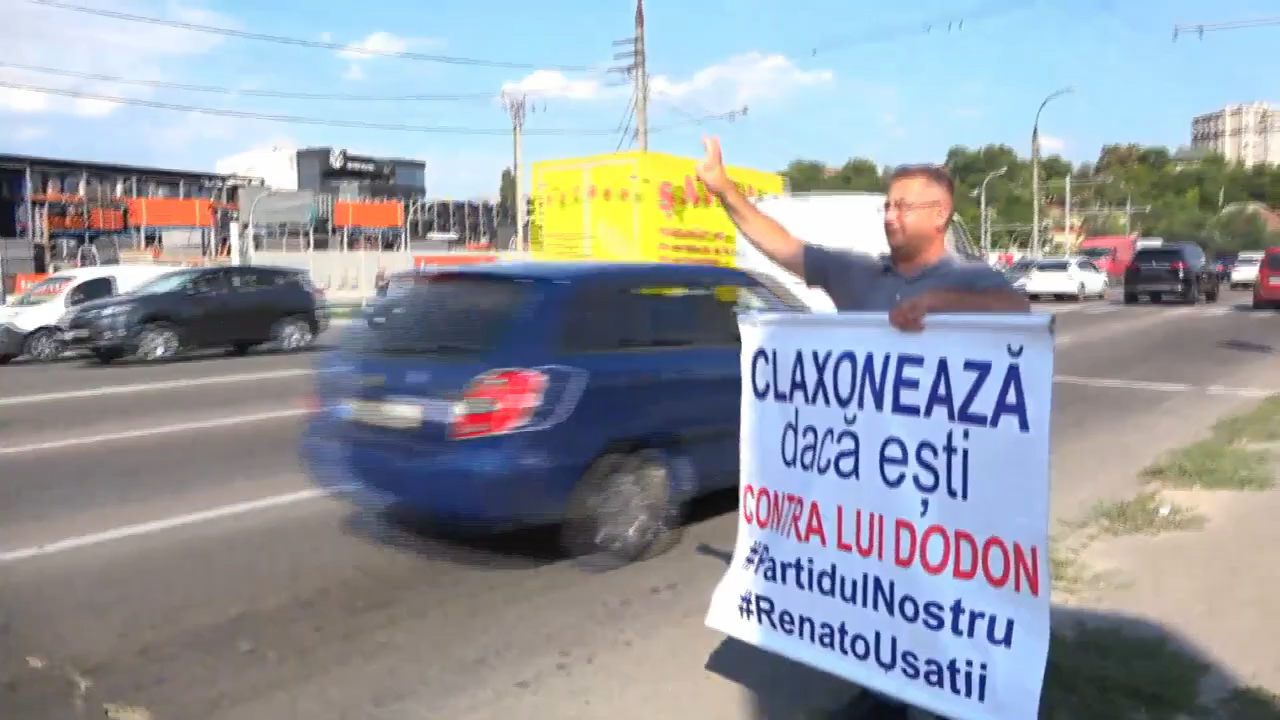 CLAXONEAZĂ
dacă ești
CONTRA LUI DODON
#PartidulNostru
#RenatoUsatii